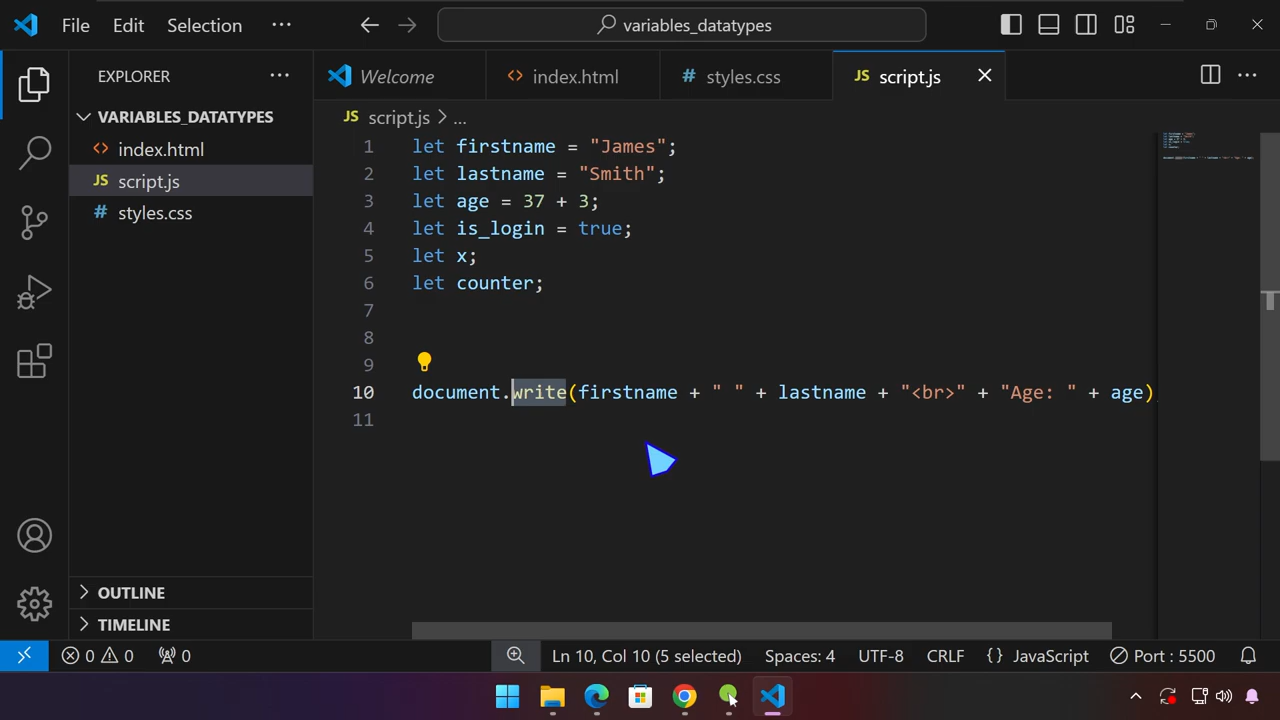 File Edit Selection ··· variables_datatypes
EXPLORER ···
Welcome <> index.html # styles.css JS script.js
VARIABLES_DATATYPES
<> index.html
JS script.js
# styles.css
JS script.js > ...
1 let firstname = "James";
2 let lastname = "Smith";
3 let age = 37 + 3;
4 let is_login = true;
5 let x;
6 let counter;
7
8
9
10 document.write(firstname + " " + lastname + "<br>" + "Age: " + age)
11
OUTLINE
TIMELINE
0 0 0 Ln 10, Col 10 (5 selected) Spaces: 4 UTF-8 CRLF {} JavaScript Port : 5500